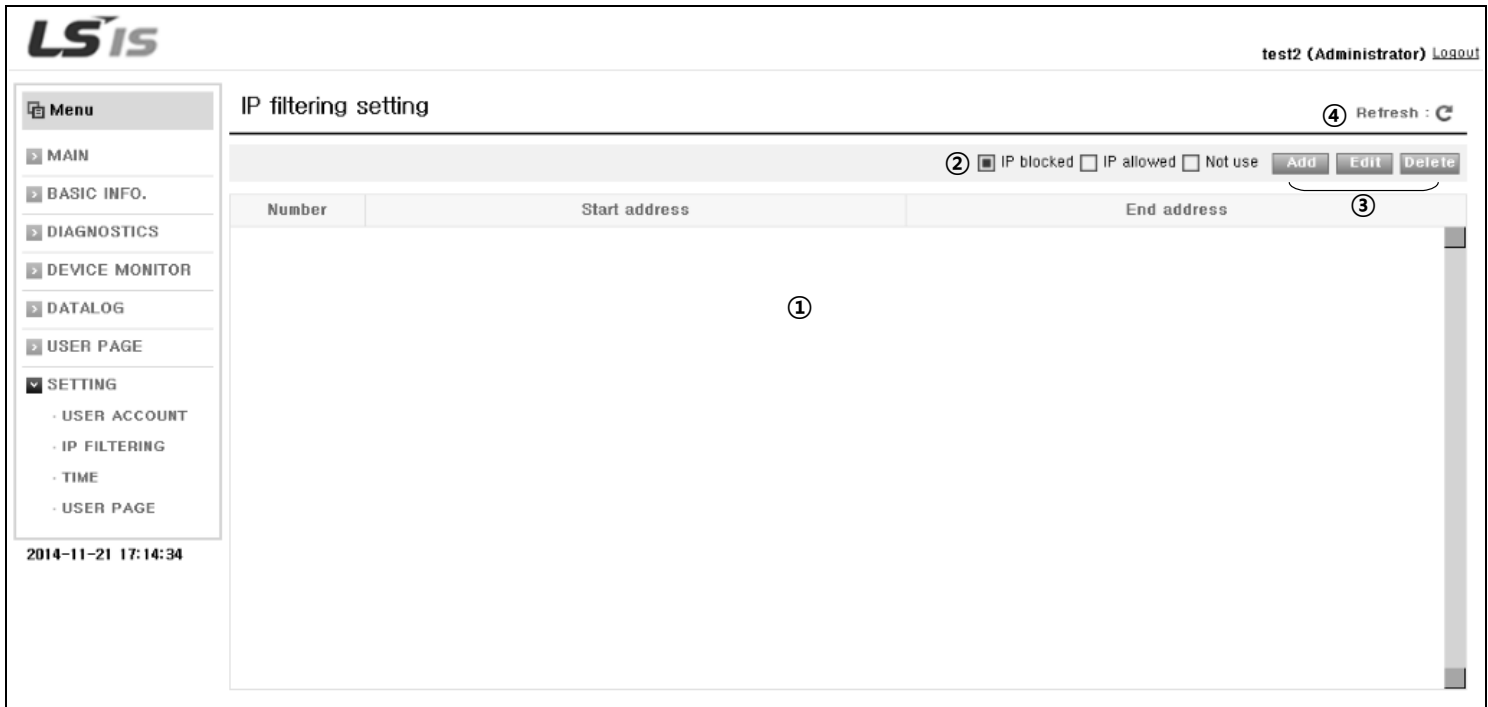 LSis
test2 (Administrator) Logout
Menu
IP filtering setting
④ Refresh :
MAIN
② IP blocked IP allowed Not use Add Edit Delete
BASIC INFO.
Number Start address End address ③
DIAGNOSTICS
DEVICE MONITOR
DATALOG
①
USER PAGE
SETTING
· USER ACCOUNT
· IP FILTERING
· TIME
· USER PAGE
2014-11-21 17:14:34